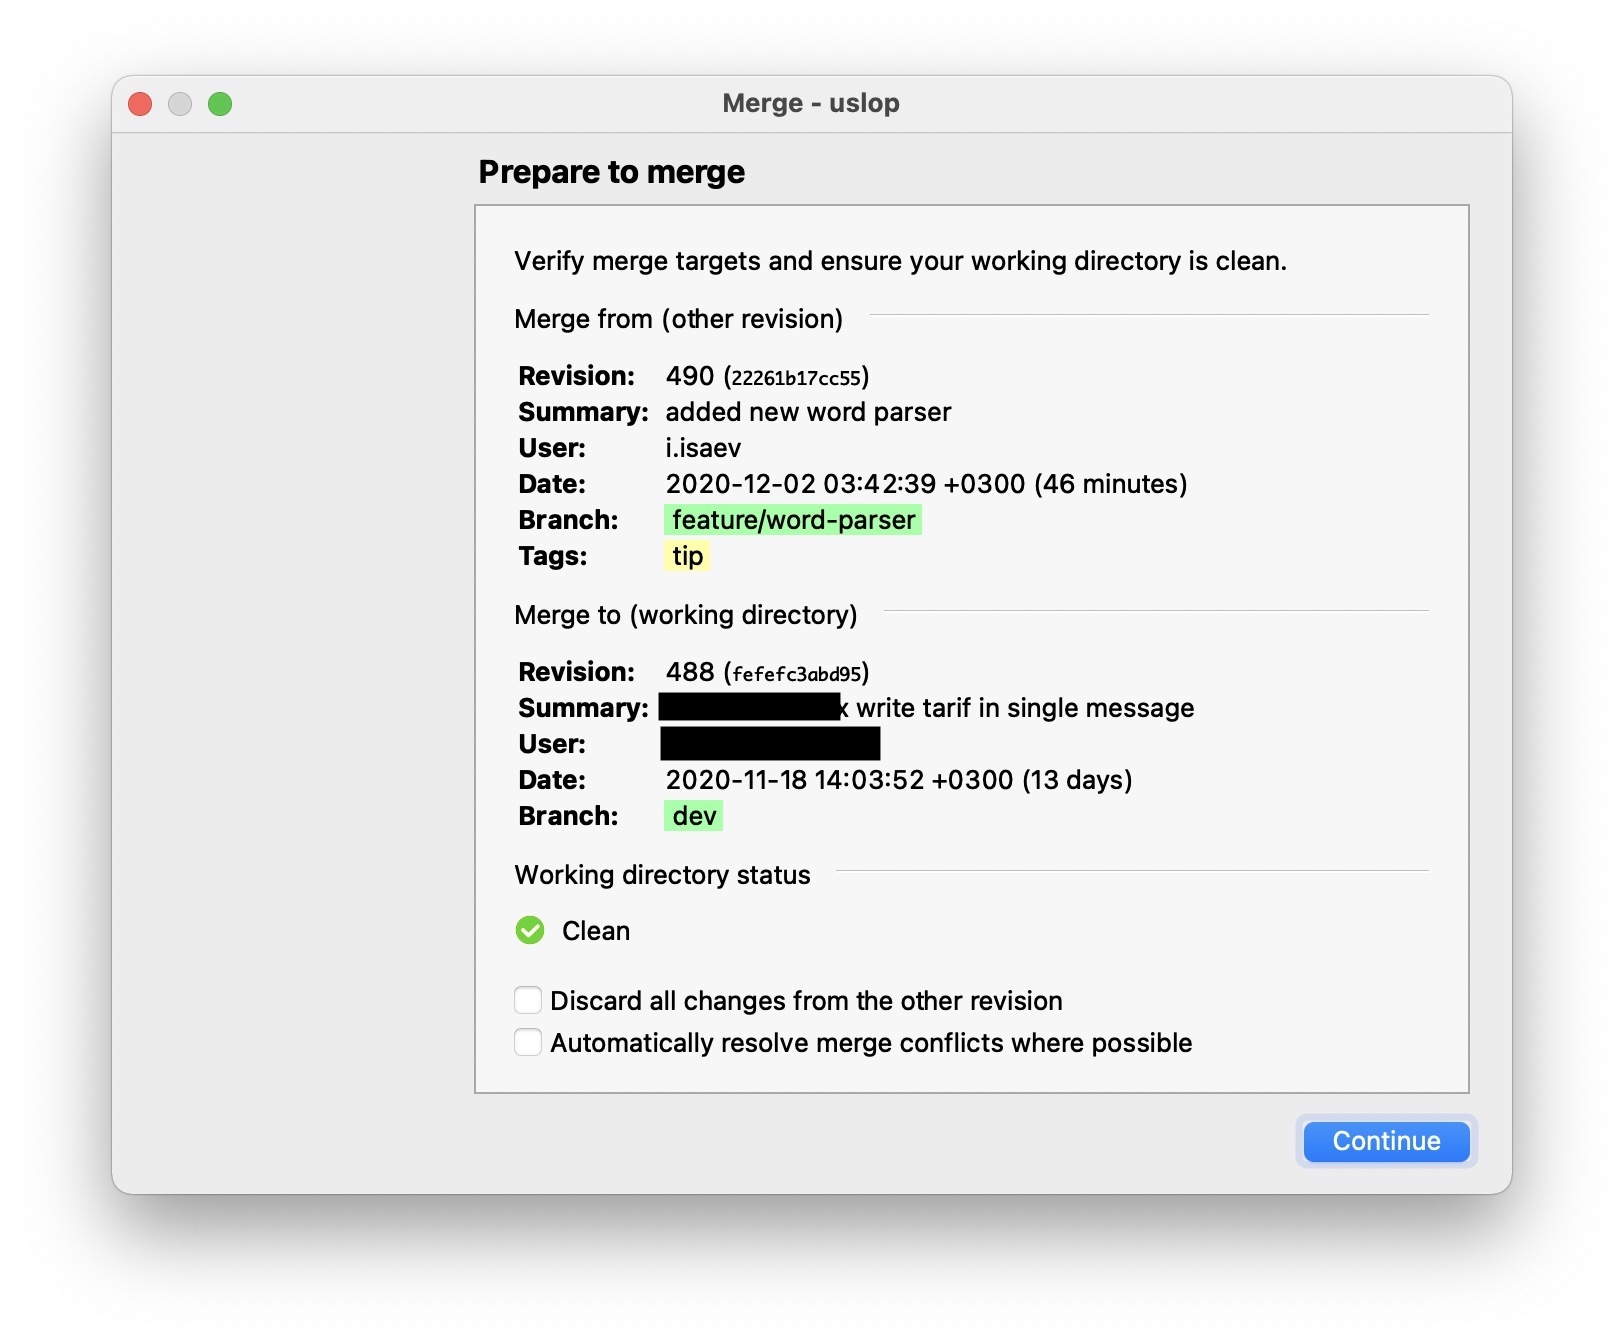 Merge - uslop
Prepare to merge
Verify merge targets and ensure your working directory is clean.
Merge from (other revision)
Revision: 490 (22261b17cc55)
Summary: added new word parser
User: i.isaev
Date: 2020-12-02 03:42:39 +0300 (46 minutes)
Branch: feature/word-parser
Tags: tip
Merge to (working directory)
Revision: 488 (fefefc3abd95)
Summary: write tarif in single message
User:
Date: 2020-11-18 14:03:52 +0300 (13 days)
Branch: dev
Working directory status
Clean
Discard all changes from the other revision
Automatically resolve merge conflicts where possible
Continue